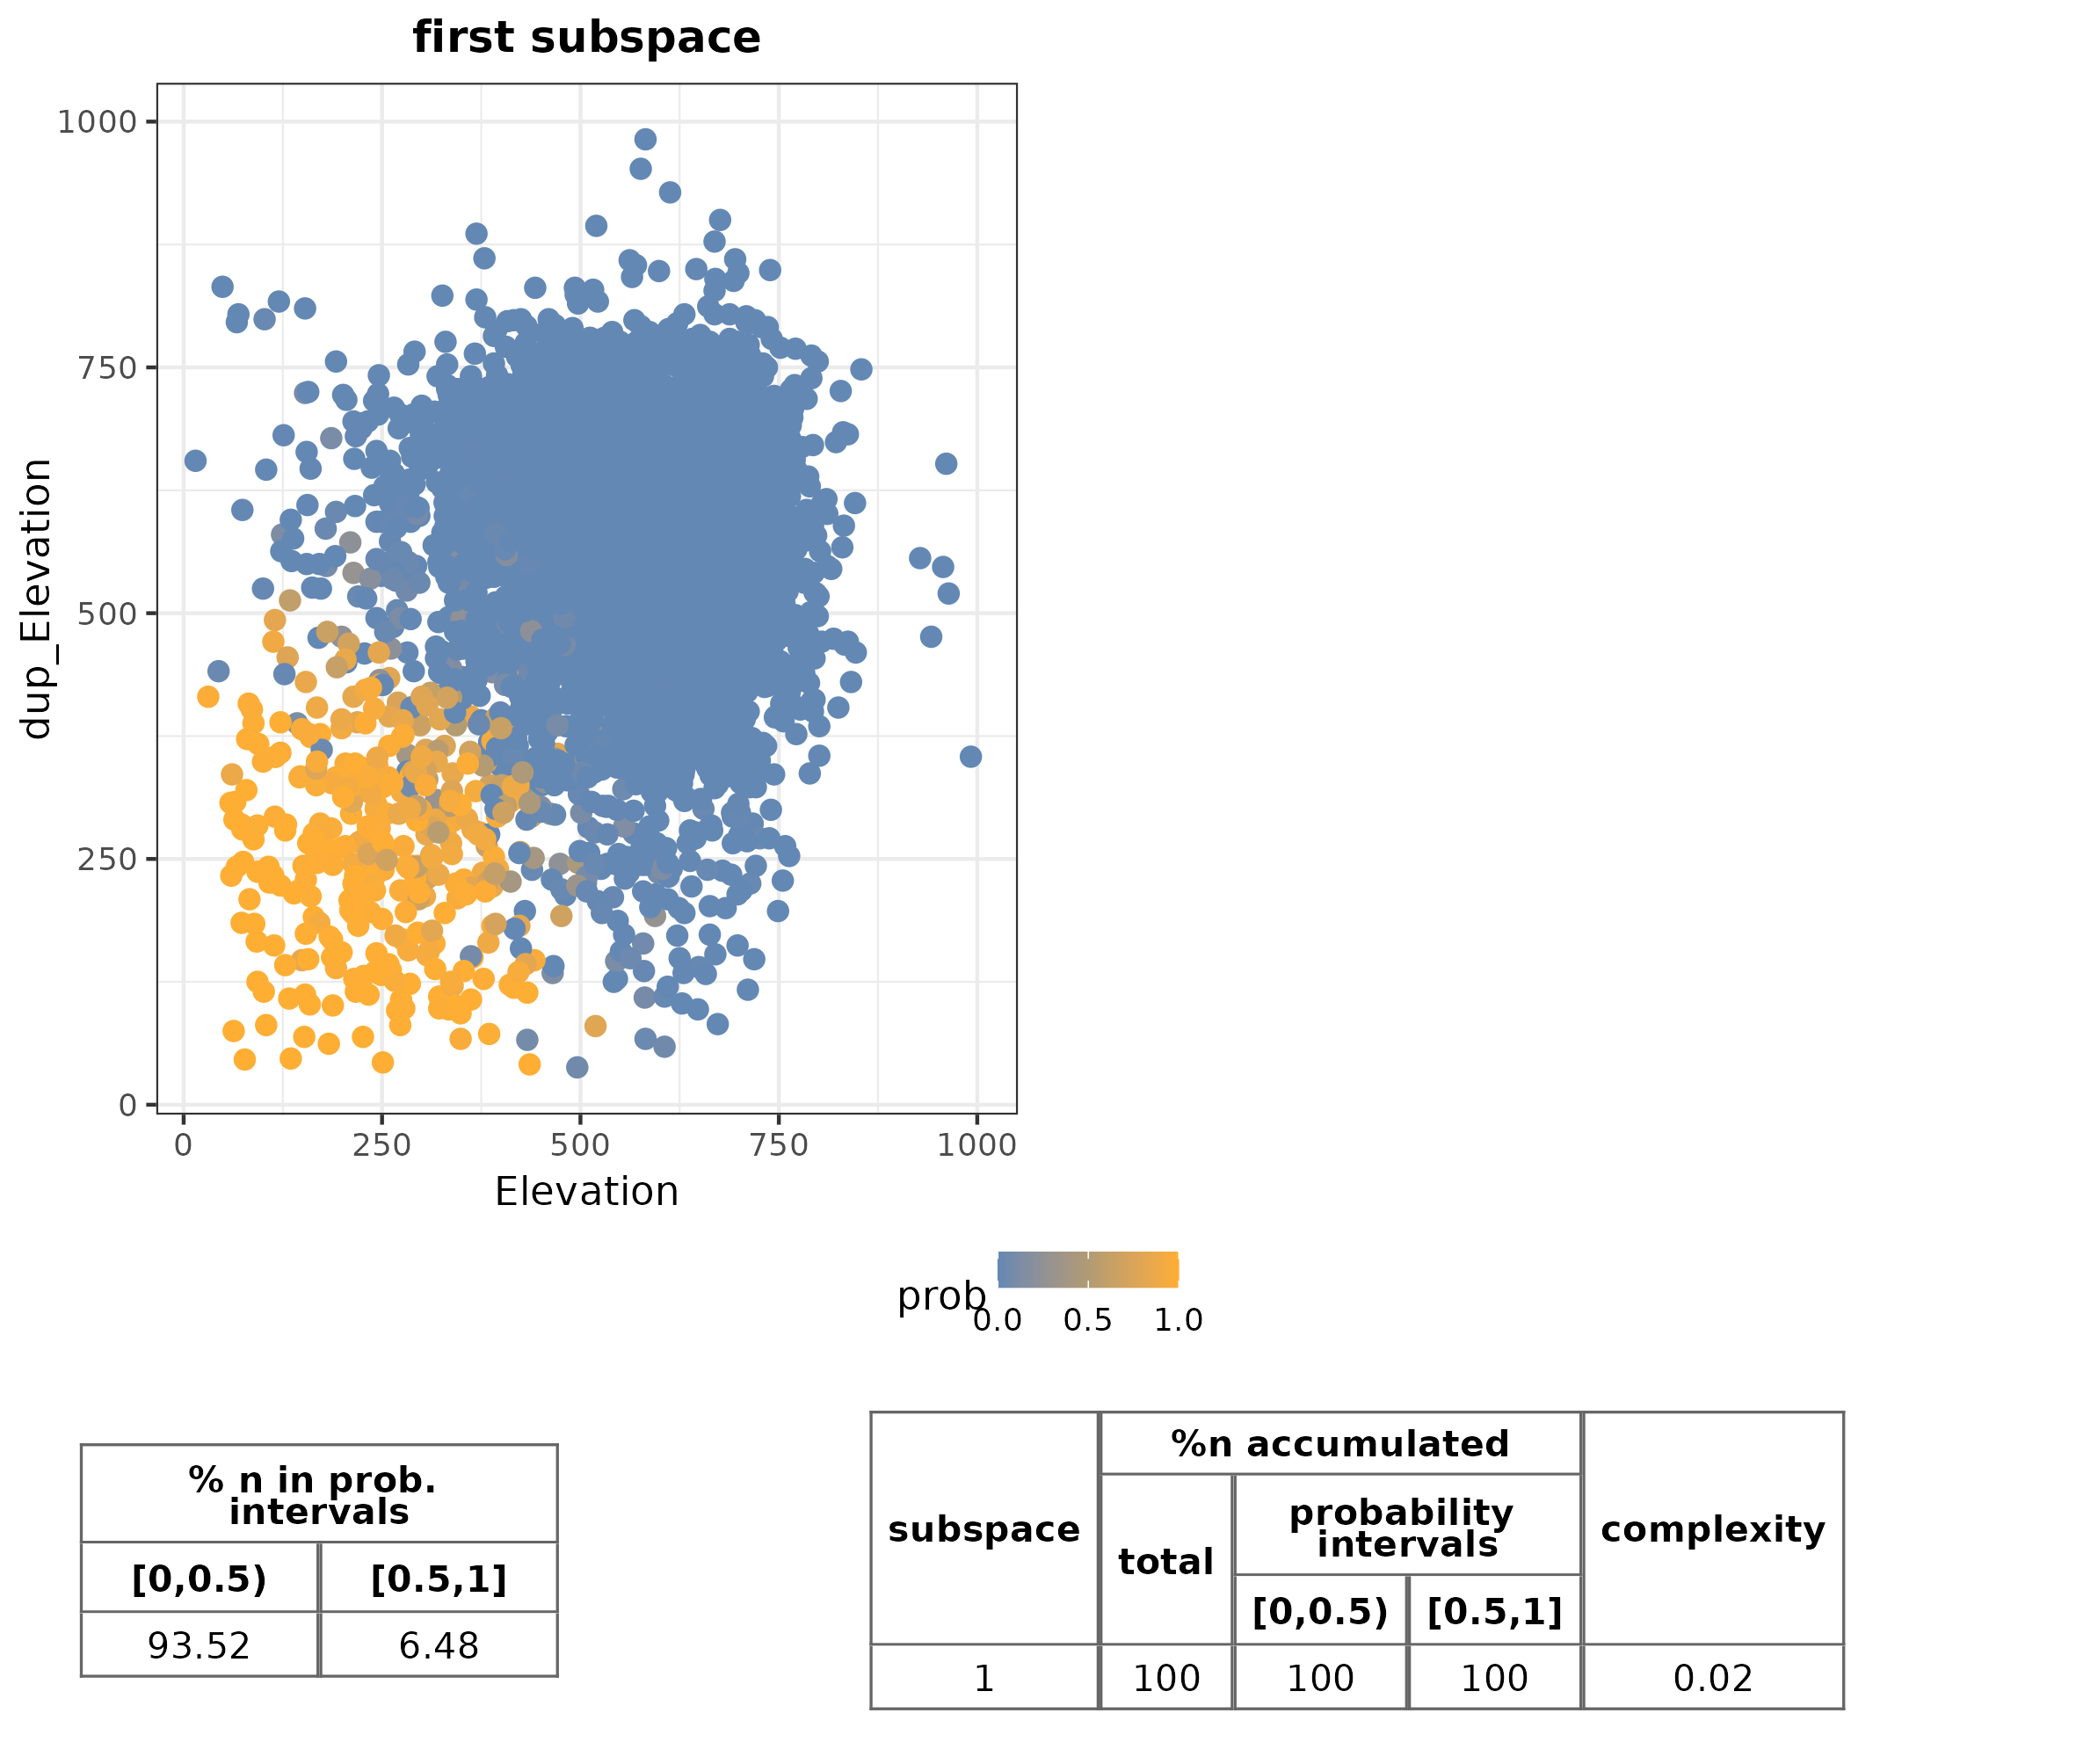 first subspace
1000
750
500
250
0
dup_Elevation
0 250 500 750 1000
Elevation
prob
0.0 0.5 1.0
% n in prob.
intervals
[0,0.5) [0.5,1]
93.52 6.48
%n accumulated
subspace
total
probability
intervals
complexity
[0,0.5) [0.5,1]
1 100 100 100 0.02